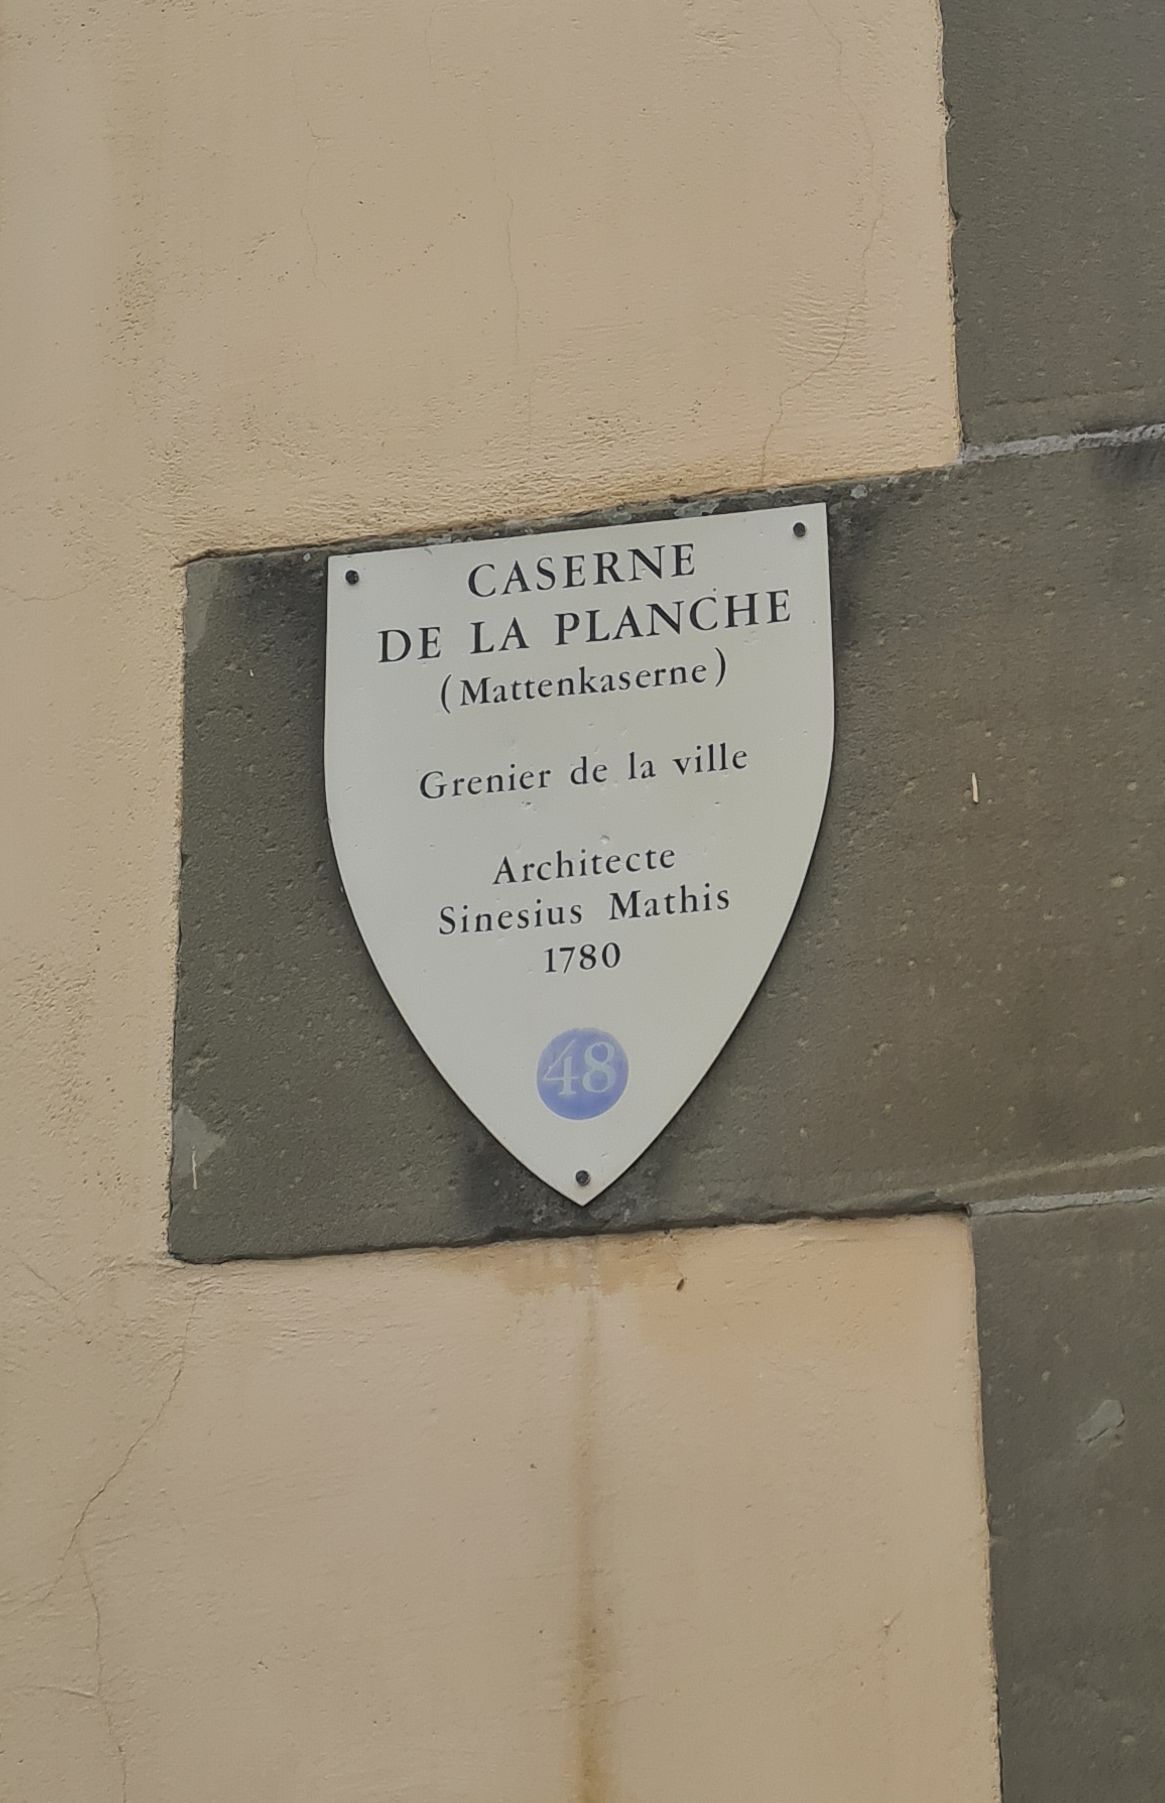 CASERNE
DE LA PLANCHE
(Mattenkaserne)
Grenier de la ville
Architecte
Sinesius Mathis
1780
48